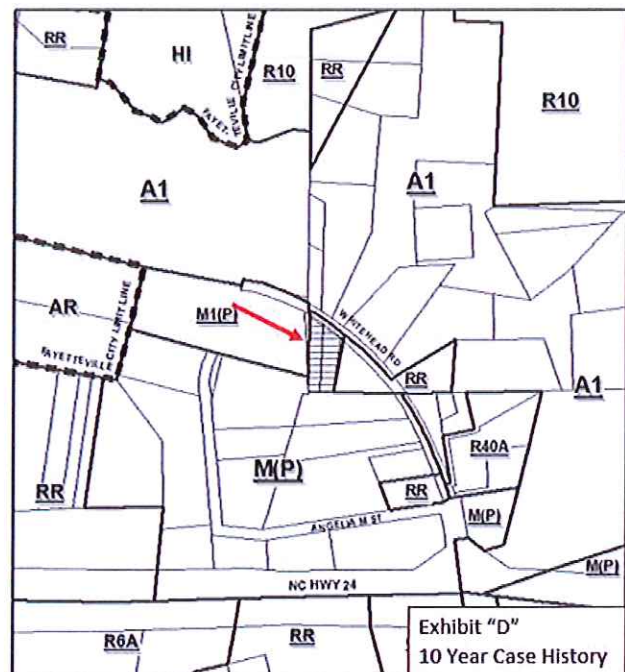 RR
HI
R10
RR
R10
FAYETTEVILLE CITY LIMIT LINE
A1
A1
AR
FAYETTEVILLE CITY LIMIT LINE
M1(P)
WHITEHEAD RD
RR
A1
RR
M(P)
R40A
RR
M(P)
ANGELIA M ST
M(P)
NC HWY 24
R6A
RR
Exhibit "D"
10 Year Case History